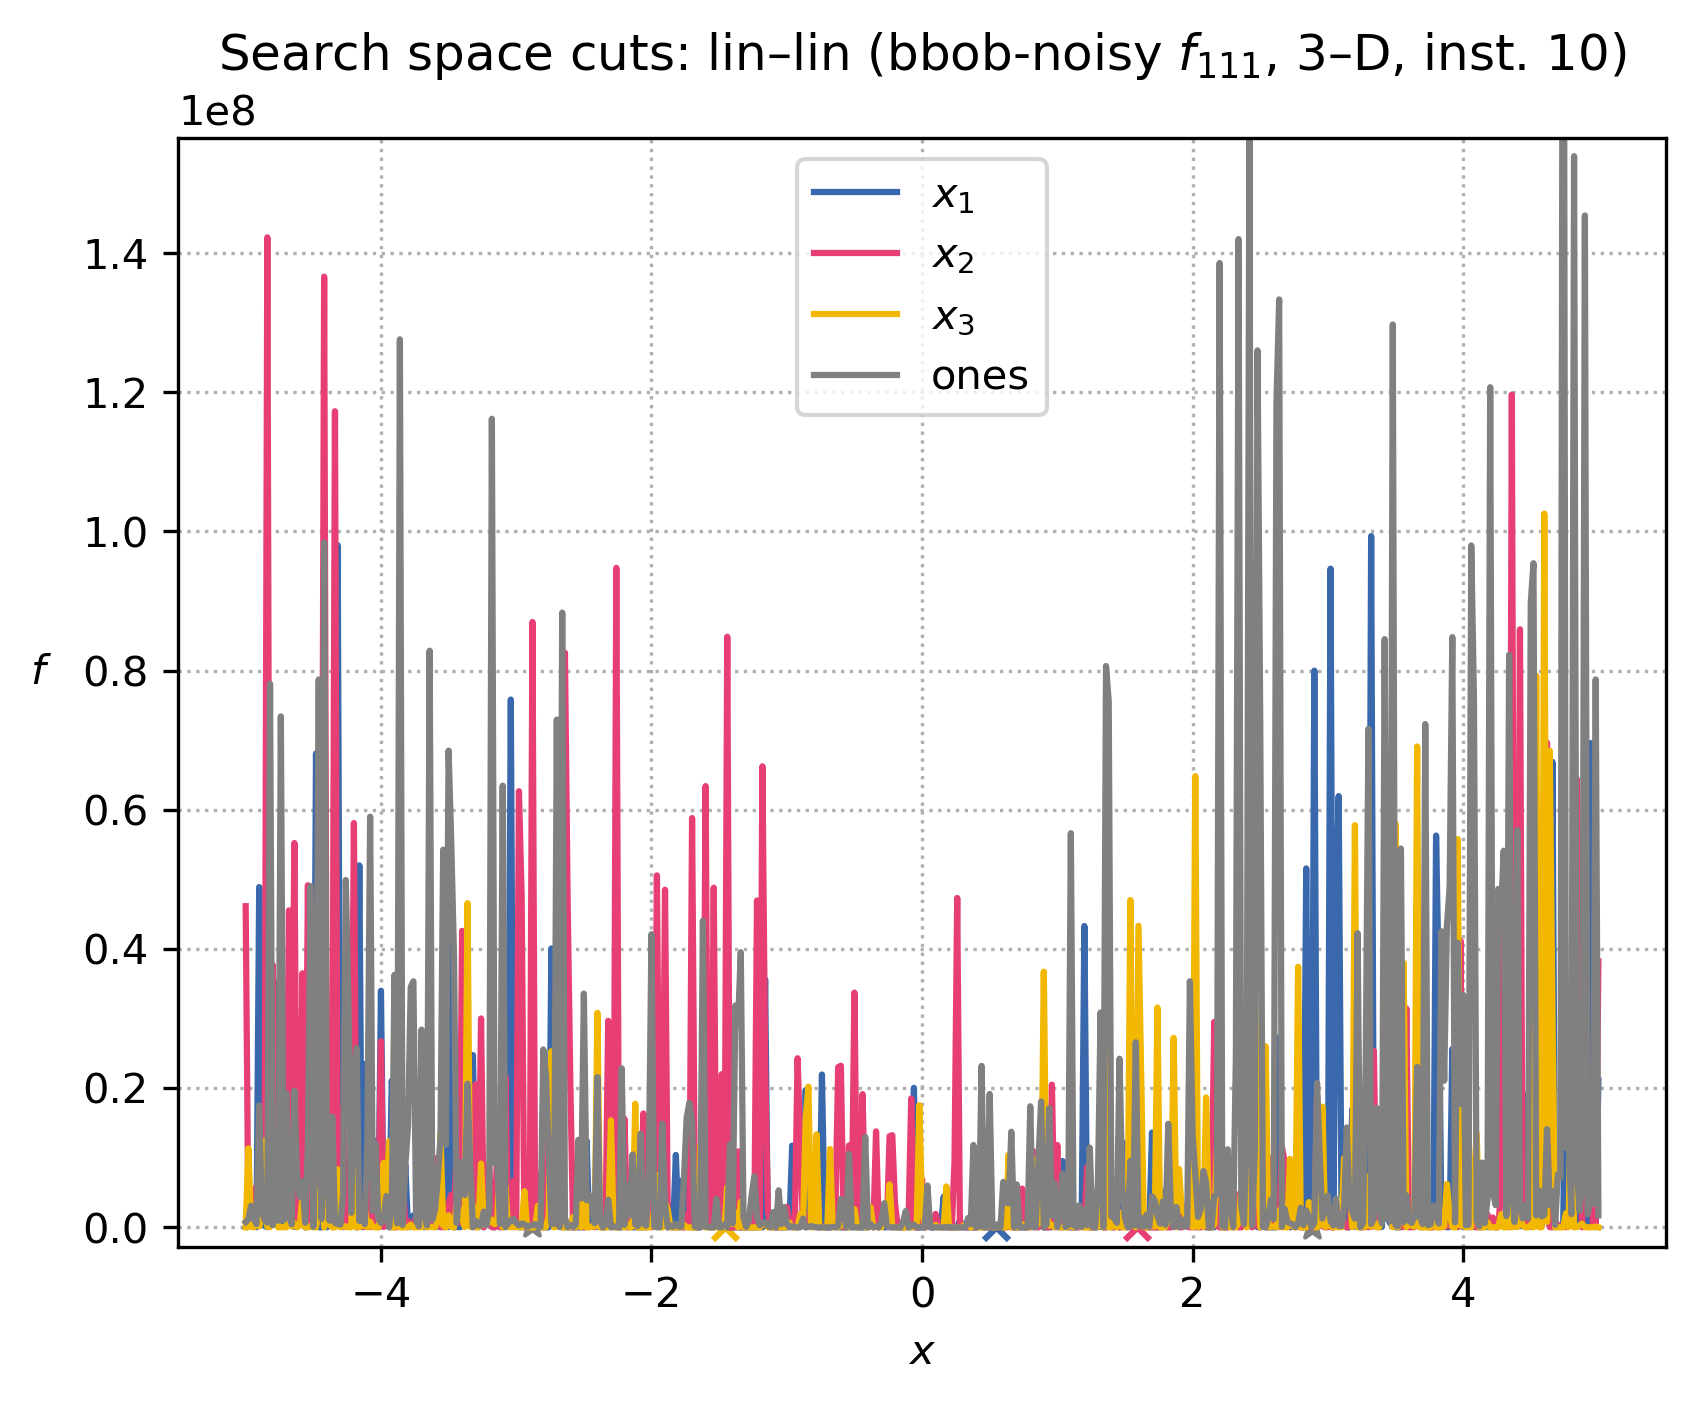 Search space cuts: lin–lin (bbob-noisy f₁₁₁, 3–D, inst. 10)
1e8
x₁
x₂
x₃
ones
1.4
1.2
1.0
0.8
0.6
0.4
0.2
0.0
f
−4
−2
0
2
4
x